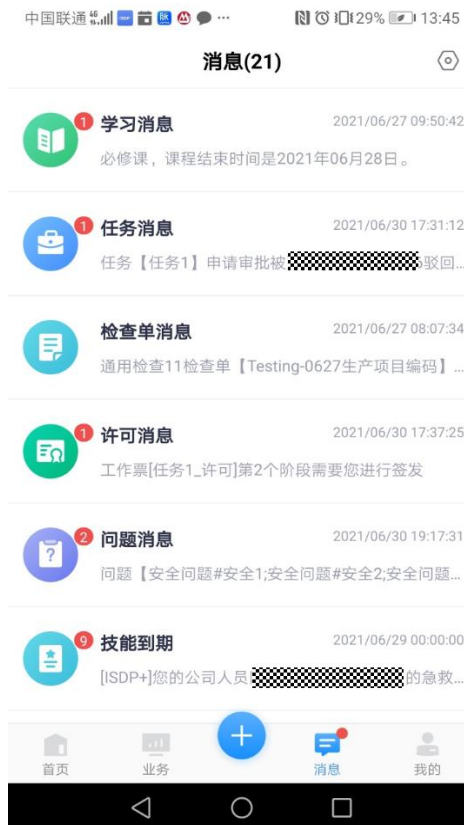 中国联通 29% 13:45
消息(21)
1 学习消息 2021/06/27 09:50:42
必修课，课程结束时间是2021年06月28日。
1 任务消息 2021/06/30 17:31:12
任务【任务1】申请审批被 驳回...
检查单消息 2021/06/27 08:07:34
通用检查11检查单【Testing-0627生产项目编码】...
1 许可消息 2021/06/30 17:37:25
工作票[任务1_许可]第2个阶段需要您进行签发
2 问题消息 2021/06/30 19:17:31
问题【安全问题#安全1;安全问题#安全2;安全问题...
9 技能到期 2021/06/29 00:00:00
[ISDP+]您的公司人员 的急救...
首页 业务 消息 我的